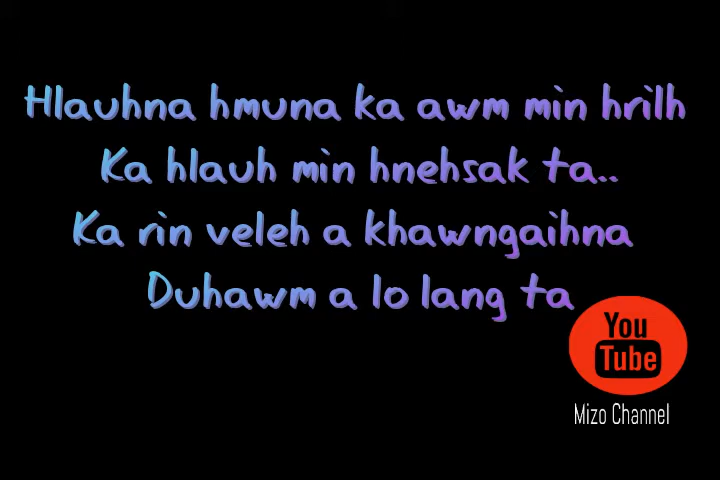 Hlauhna hmuna ka awm min hrilh
Ka hlauh min hnehsak ta..
Ka rin veleh a khawngaihna
Duhawm a lo lang ta
You
Tube
Mizo Channel